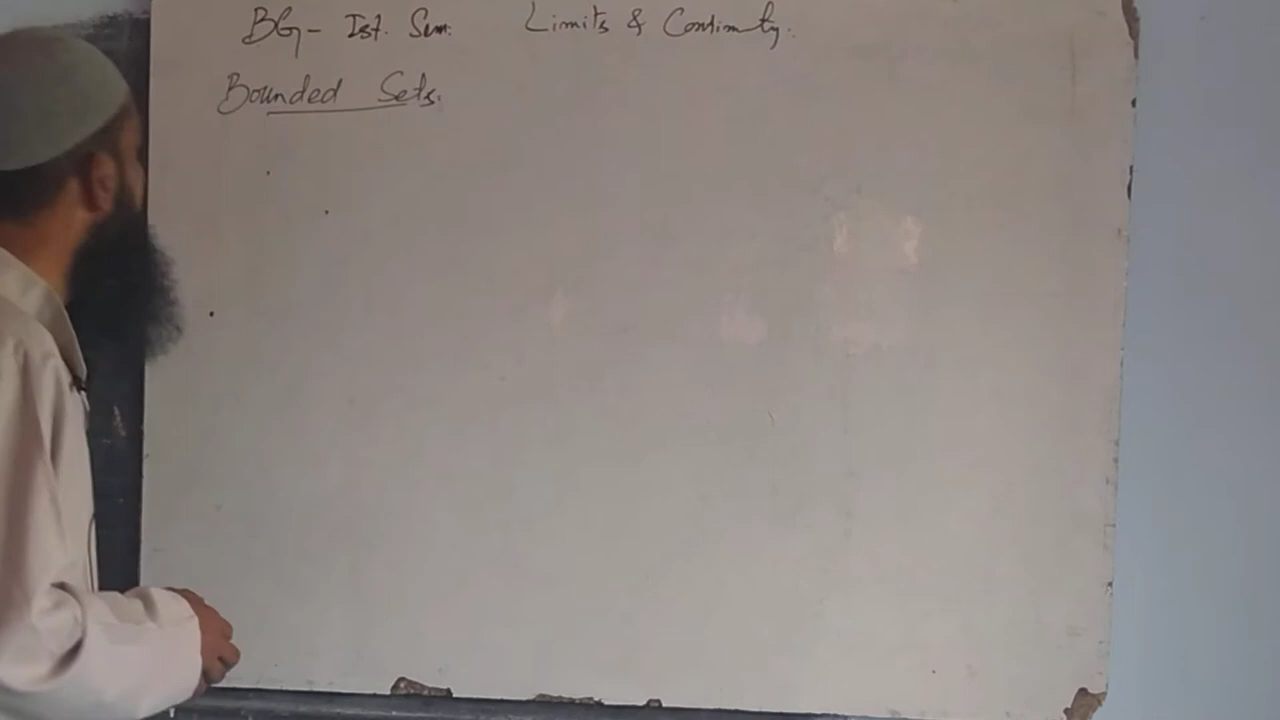 BG- Ist. Sem. Limits & Continuity.
Bounded Sets.